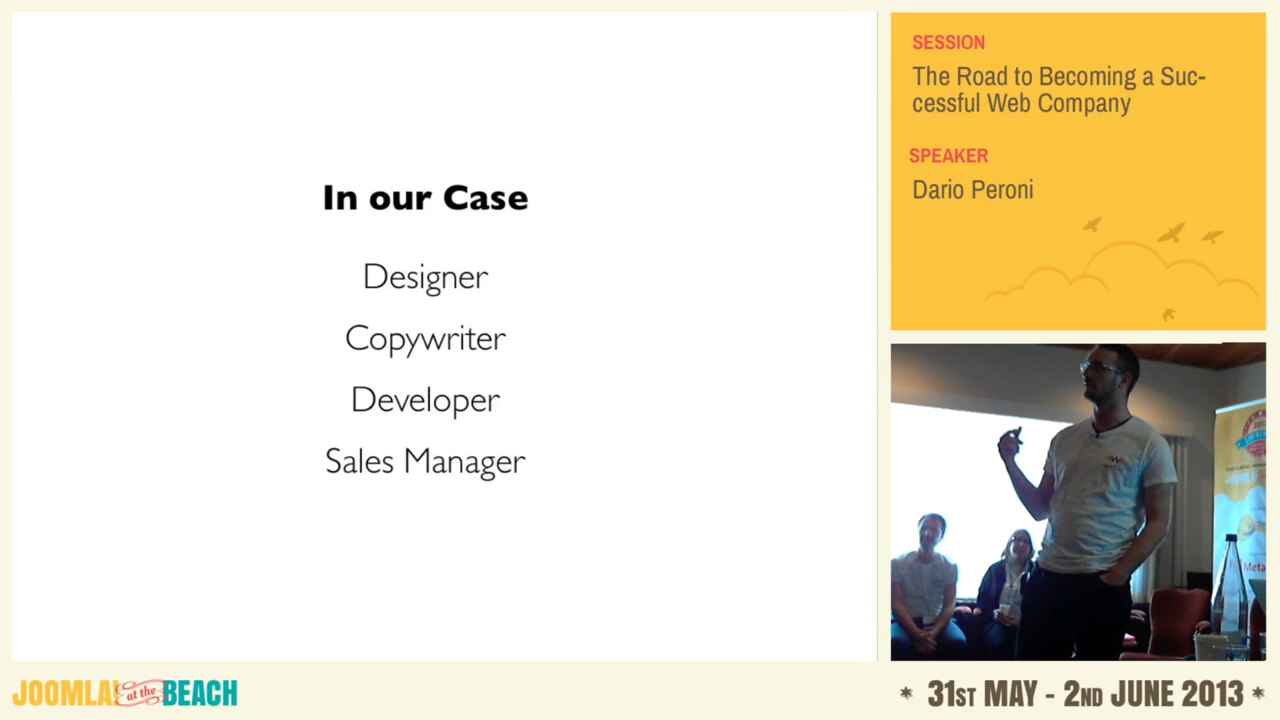 In our Case
Designer
Copywriter
Developer
Sales Manager
SESSION
The Road to Becoming a Suc-
cessful Web Company
SPEAKER
Dario Peroni
JOOMLA! at the BEACH
* 31ST MAY - 2ND JUNE 2013 *